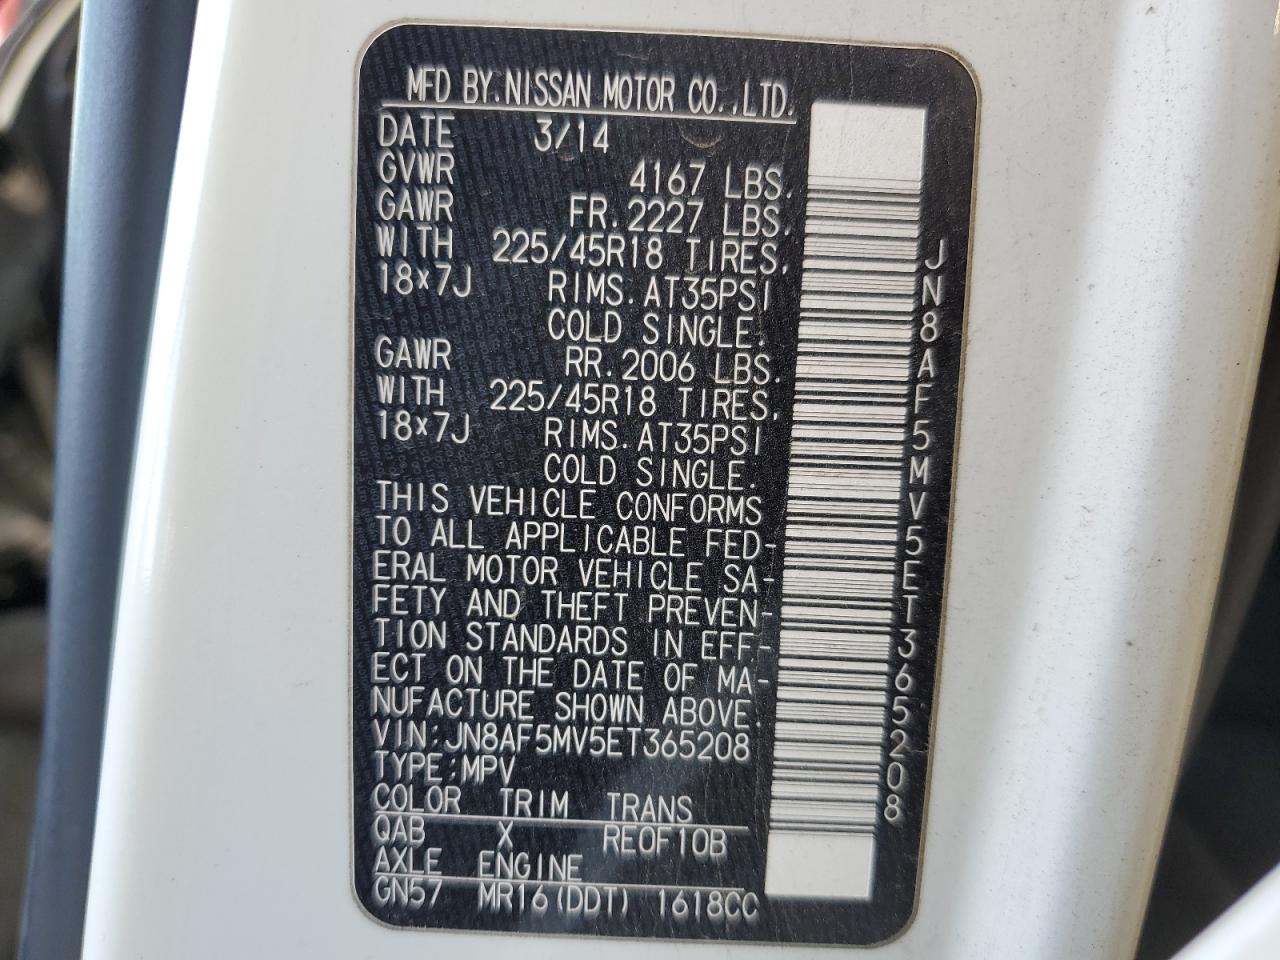 MFD BY.NISSAN MOTOR CO.,LTD.
DATE 3/14
GVWR 4167 LBS.
GAWR FR.2227 LBS.
WITH 225/45R18 TIRES,
18×7J RIMS.AT35PSI
COLD SINGLE.
GAWR RR.2006 LBS.
WITH 225/45R18 TIRES,
18×7J RIMS.AT35PSI
COLD SINGLE.
THIS VEHICLE CONFORMS
TO ALL APPLICABLE FED-
ERAL MOTOR VEHICLE SA-
FETY AND THEFT PREVEN-
TION STANDARDS IN EFF-
ECT ON THE DATE OF MA-
NUFACTURE SHOWN ABOVE.
VIN:JN8AF5MV5ET365208
TYPE:MPV
COLOR TRIM TRANS
QAB X RE0F10B
AXLE ENGINE
GN57 MR16(DDT) 1618CC
JN8AF5MV5ET365208